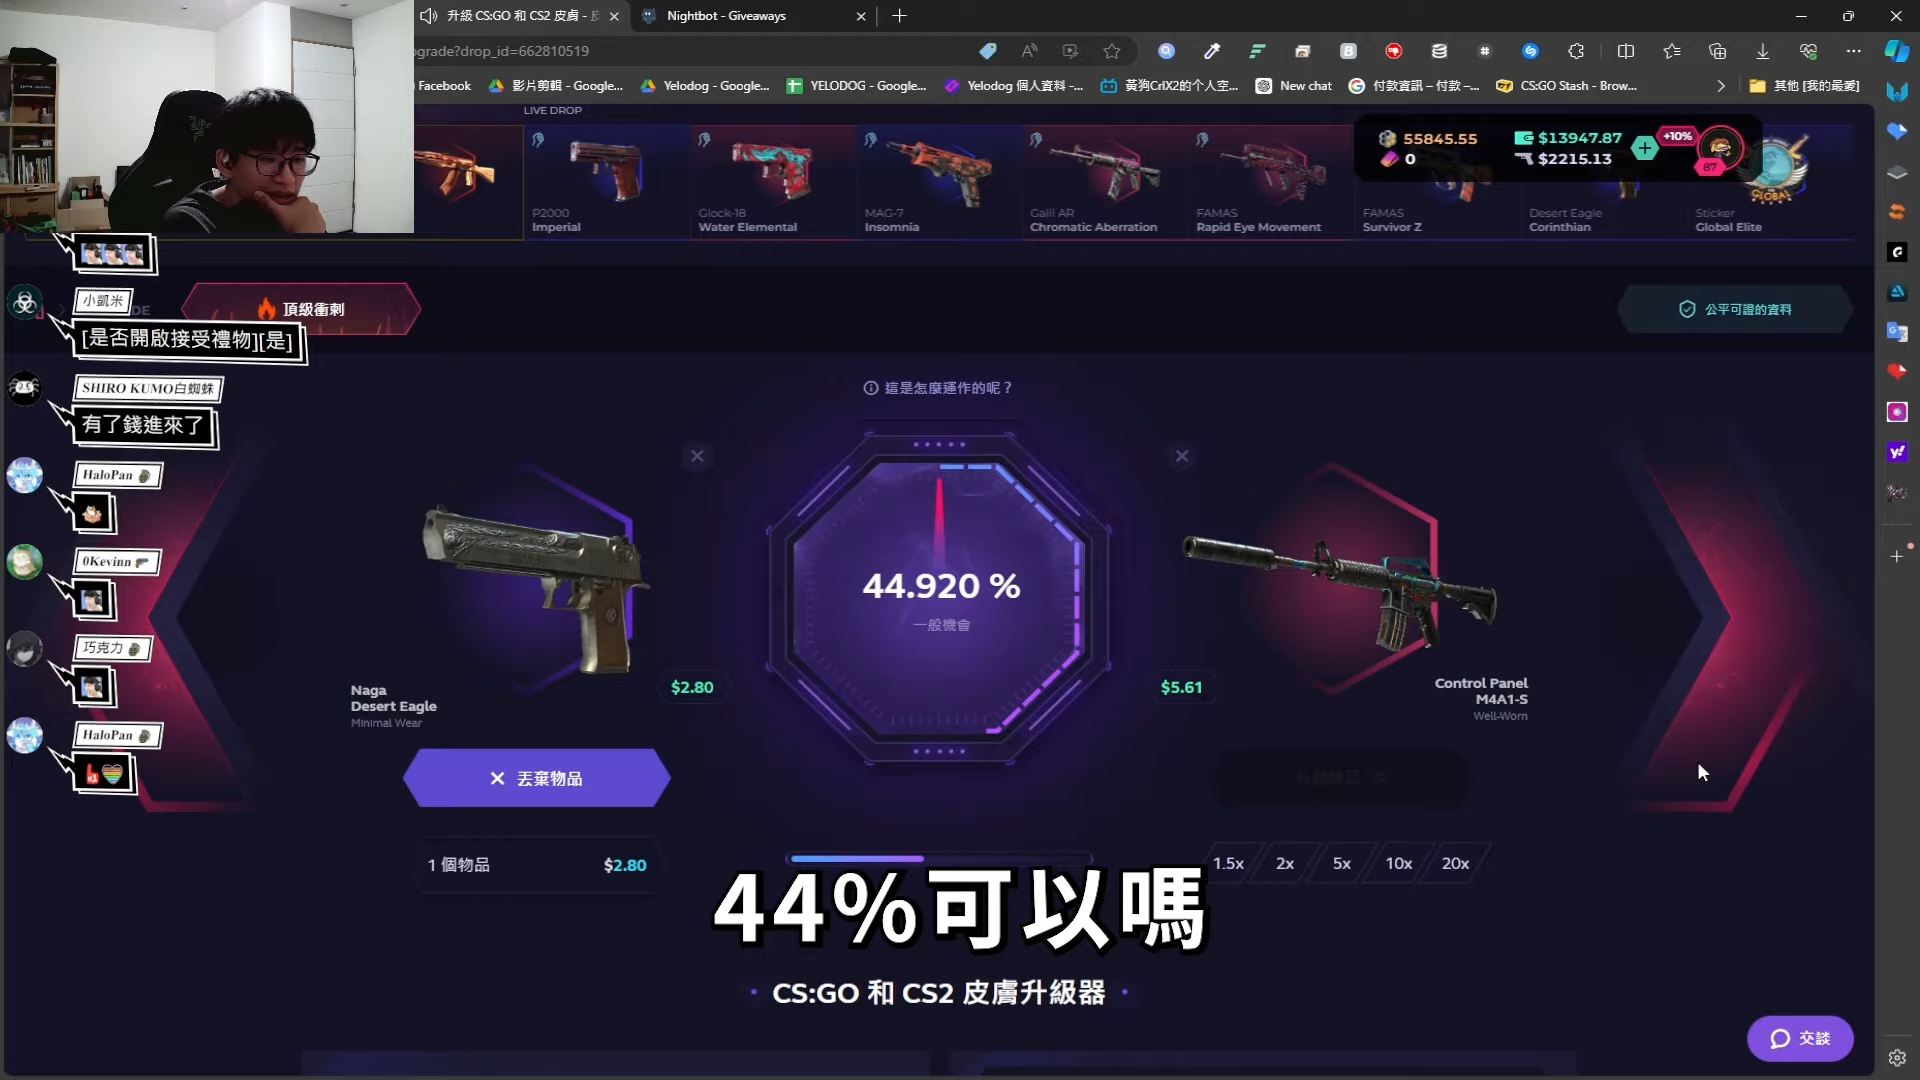 升級 CS:GO 和 CS2 皮膚 -
Nightbot - Giveaways
grade?drop_id=662810519
Facebook
影片剪輯 - Google...
Yelodog - Google...
YELODOG - Google...
Yelodog 個人資料 -...
黃狗CrIX2的个人空...
New chat
付款資訊 – 付款 –...
CS:GO Stash - Brow...
其他 [我的最愛]
LIVE DROP
P2000
Imperial
Glock-18
Water Elemental
MAG-7
Insomnia
Galil AR
Chromatic Aberration
FAMAS
Rapid Eye Movement
FAMAS
Survivor Z
Desert Eagle
Corinthian
Sticker
Global Elite
55845.55
0
$13947.87
$2215.13
+10%
87
小凱米
[是否開啟接受禮物][是]
頂級衝刺
公平可證的資料
SHIRO KUMO白蜘蛛
有了錢進來了
HaloPan
0Kevinn
巧克力
HaloPan
這是怎麼運作的呢？
44.920 %
一般機會
Naga
Desert Eagle
Minimal Wear
$2.80
$5.61
Control Panel
M4A1-S
Well-Worn
丟棄物品
1 個物品
$2.80
1.5x
2x
5x
10x
20x
44%可以嗎
CS:GO 和 CS2 皮膚升級器
交談